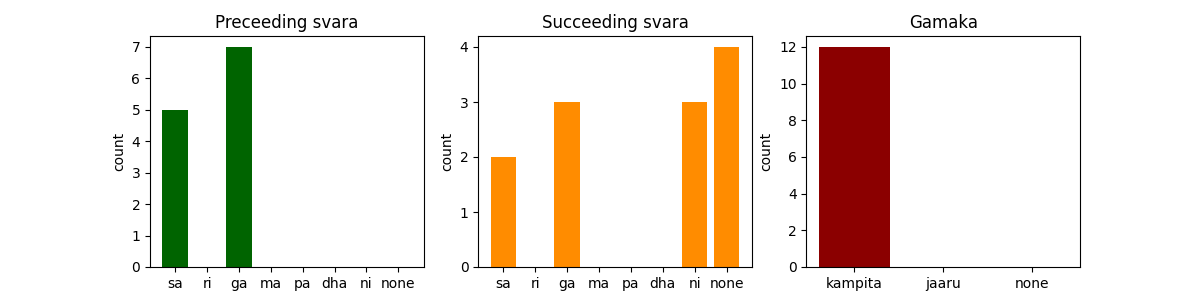 Preceeding svara
7
6
5
4
3
2
1
0
count
sa ri ga ma pa dha ni none
Succeeding svara
4
3
2
1
0
count
sa ri ga ma pa dha ni none
Gamaka
12
10
8
6
4
2
0
count
kampita jaaru none